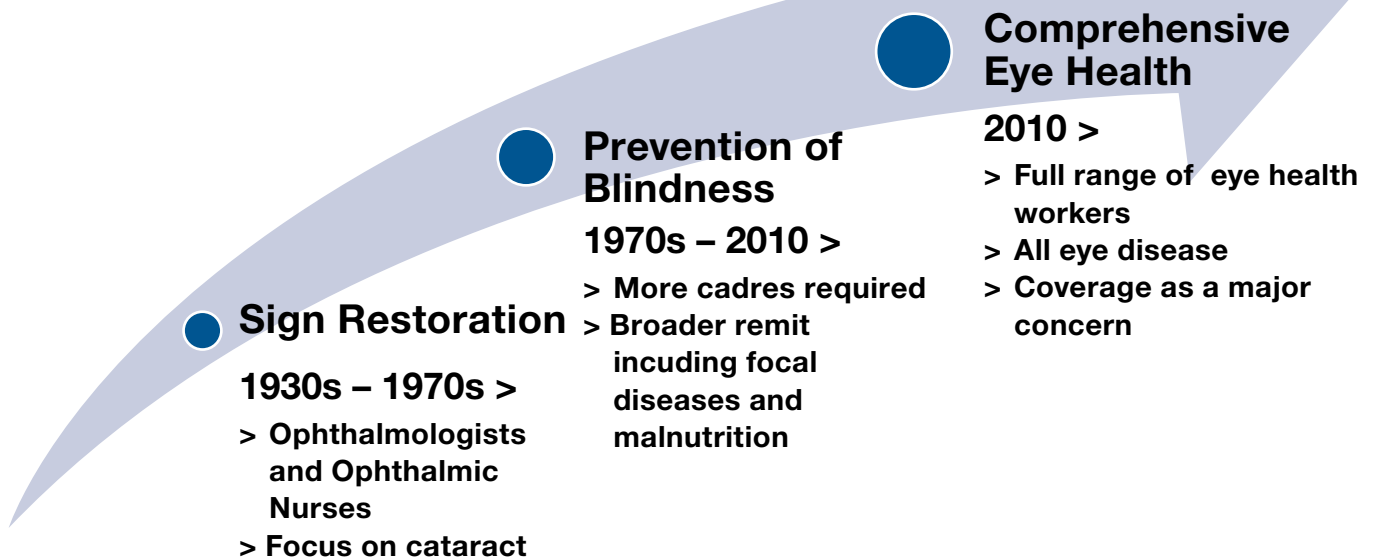 Sign Restoration
1930s – 1970s >
> Ophthalmologists
and Ophthalmic
Nurses
> Focus on cataract
Prevention of
Blindness
1970s – 2010 >
> More cadres required
> Broader remit
incuding focal
diseases and
malnutrition
Comprehensive
Eye Health
2010 >
> Full range of  eye health
workers
> All eye disease
> Coverage as a major
concern